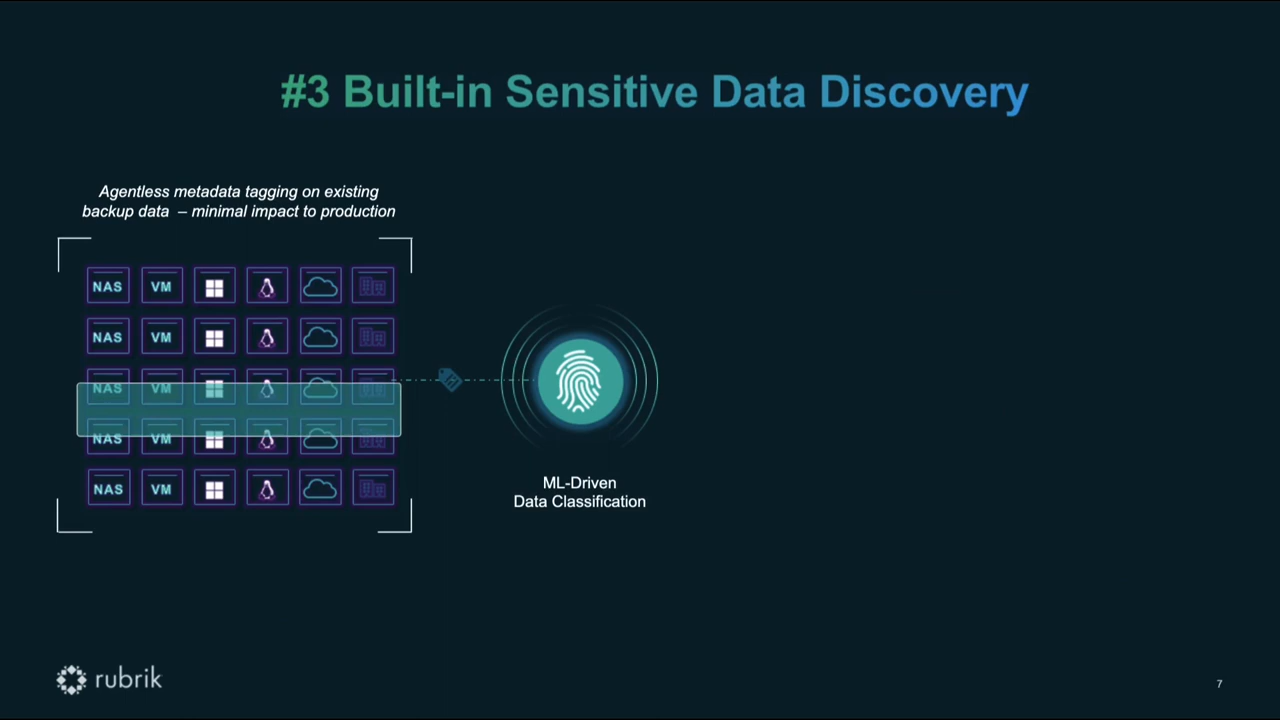 #3 Built-in Sensitive Data Discovery
Agentless metadata tagging on existing
backup data – minimal impact to production
NAS VM
NAS VM
NAS VM
NAS VM
NAS VM
ML-Driven
Data Classification
rubrik
7